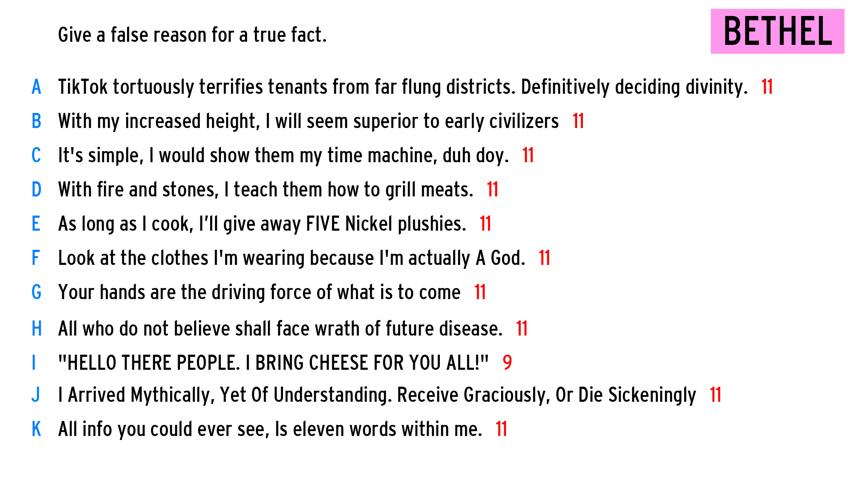 Give a false reason for a true fact.
BETHEL
A TikTok tortuously terrifies tenants from far flung districts. Definitively deciding divinity. 11
B With my increased height, I will seem superior to early civilizers 11
C It's simple, I would show them my time machine, duh doy. 11
D With fire and stones, I teach them how to grill meats. 11
E As long as I cook, I'll give away FIVE Nickel plushies. 11
F Look at the clothes I'm wearing because I'm actually A God. 11
G Your hands are the driving force of what is to come 11
H All who do not believe shall face wrath of future disease. 11
I "HELLO THERE PEOPLE. I BRING CHEESE FOR YOU ALL!" 9
J I Arrived Mythically, Yet Of Understanding. Receive Graciously, Or Die Sickeningly 11
K All info you could ever see, Is eleven words within me. 11